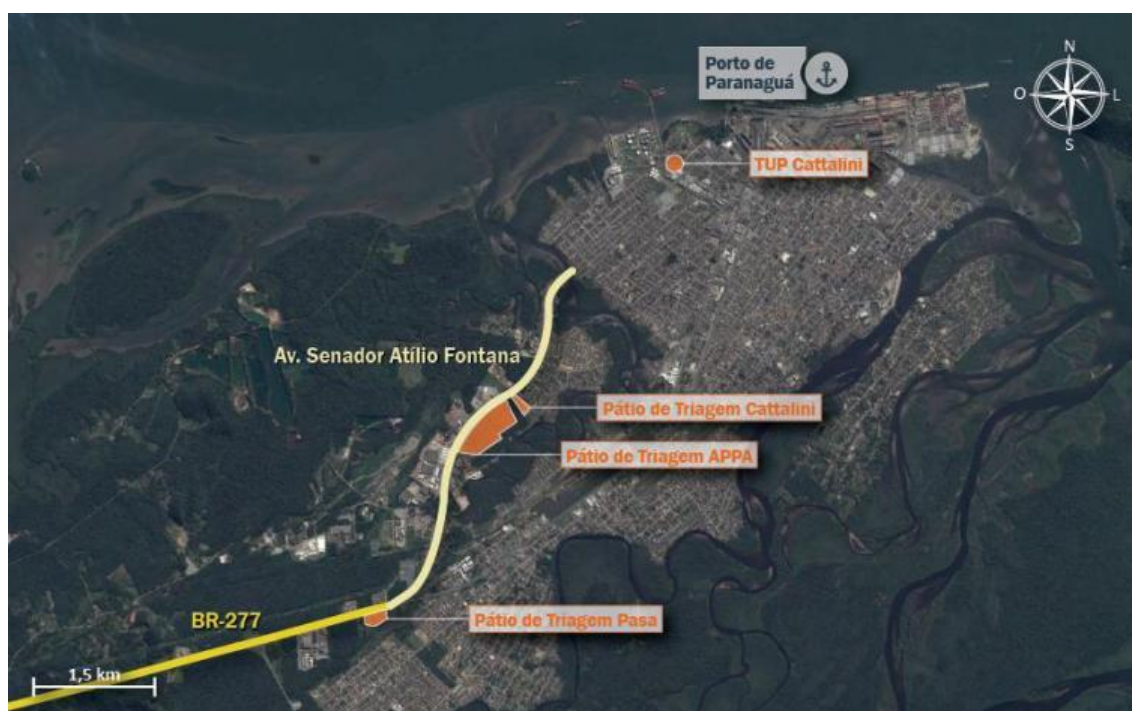 Porto de
Paranaguá
N
O
L
S
TUP Cattalini
Av. Senador Atílio Fontana
Pátio de Triagem Cattalini
Pátio de Triagem APPA
BR-277
Pátio de Triagem Pasa
1,5 km